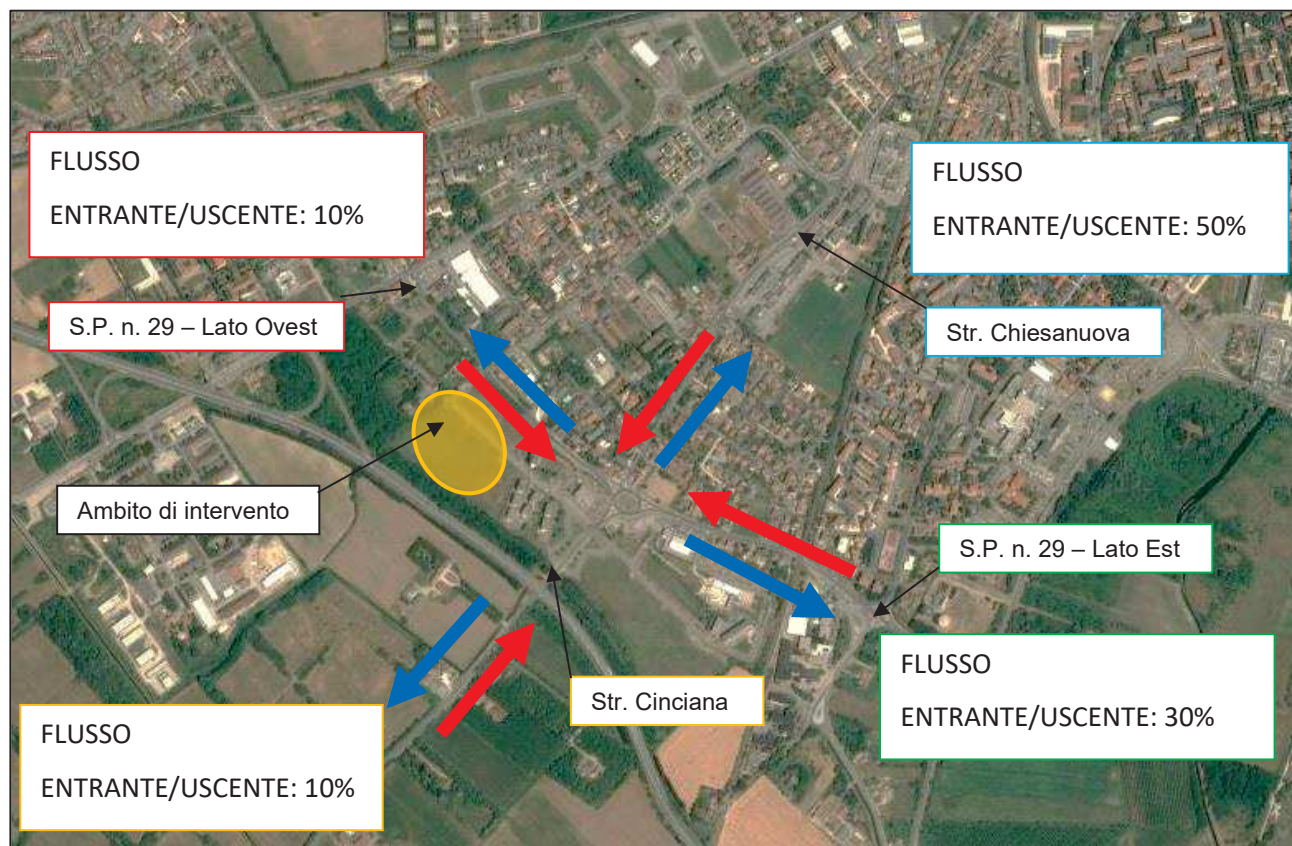 FLUSSO
ENTRANTE/USCENTE: 10%
S.P. n. 29 – Lato Ovest
FLUSSO
ENTRANTE/USCENTE: 50%
Str. Chiesanuova
Ambito di intervento
S.P. n. 29 – Lato Est
FLUSSO
ENTRANTE/USCENTE: 30%
Str. Cinciana
FLUSSO
ENTRANTE/USCENTE: 10%